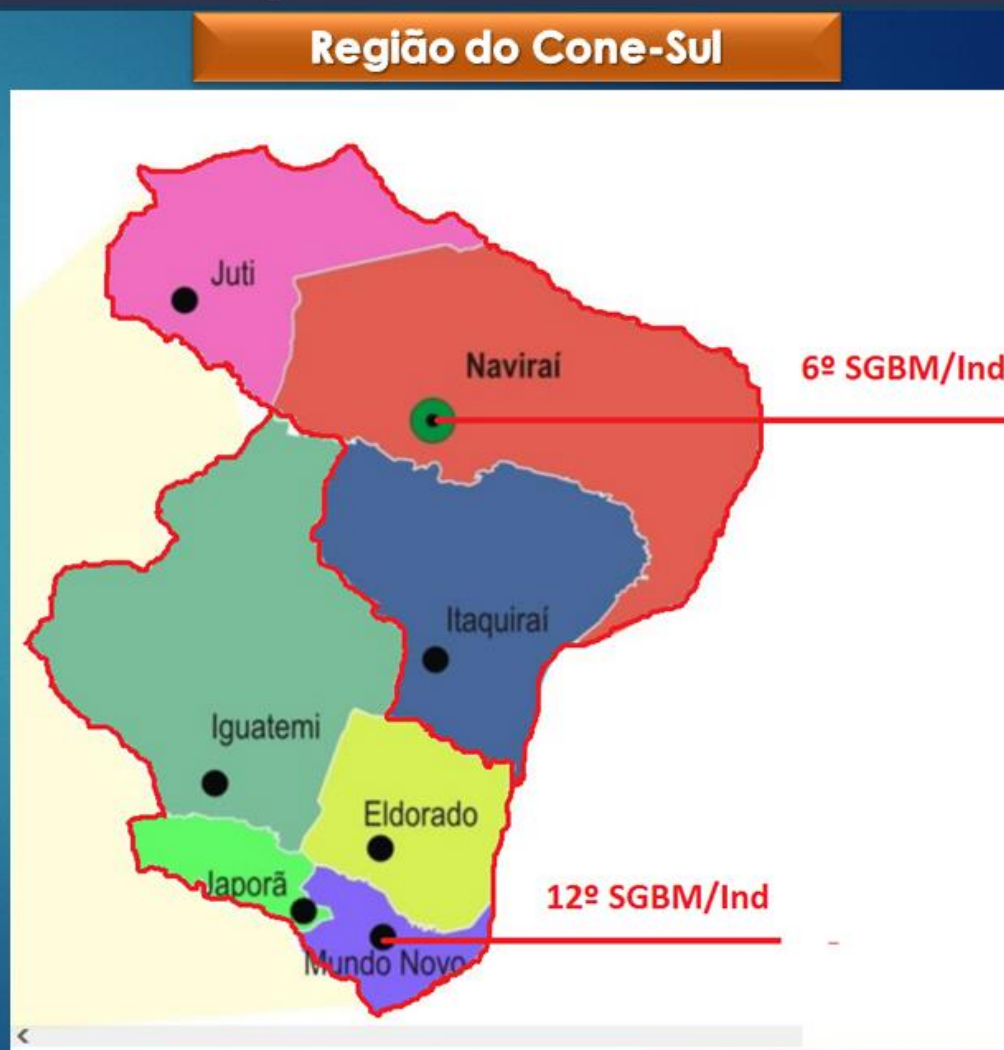 Região do Cone-Sul
Juti
Naviraí
6º SGBM/Ind
Itaquiraí
Iguatemi
Eldorado
Japorã
12º SGBM/Ind
Mundo Novo